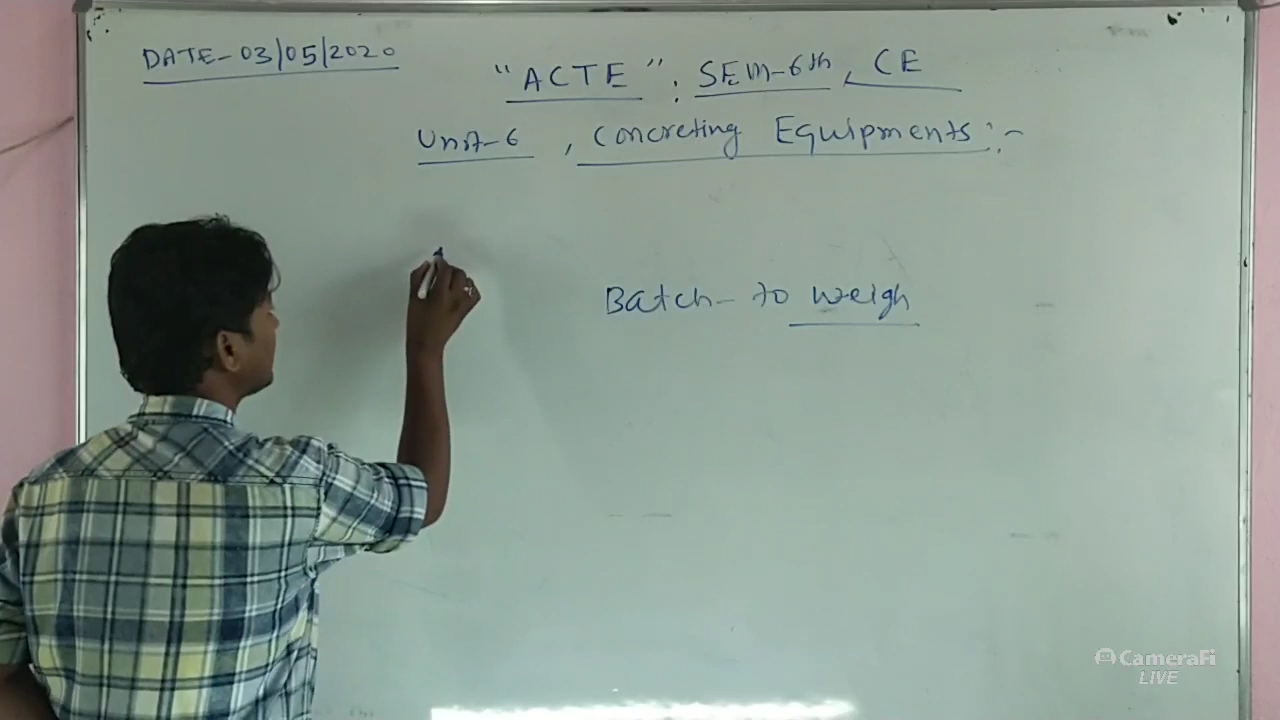 DATE-03/05/2020
"ACTE" : SEM-6th, CE
Unit-6, Concreting Equipments:-
Batch- to weigh
CameraFi
LIVE